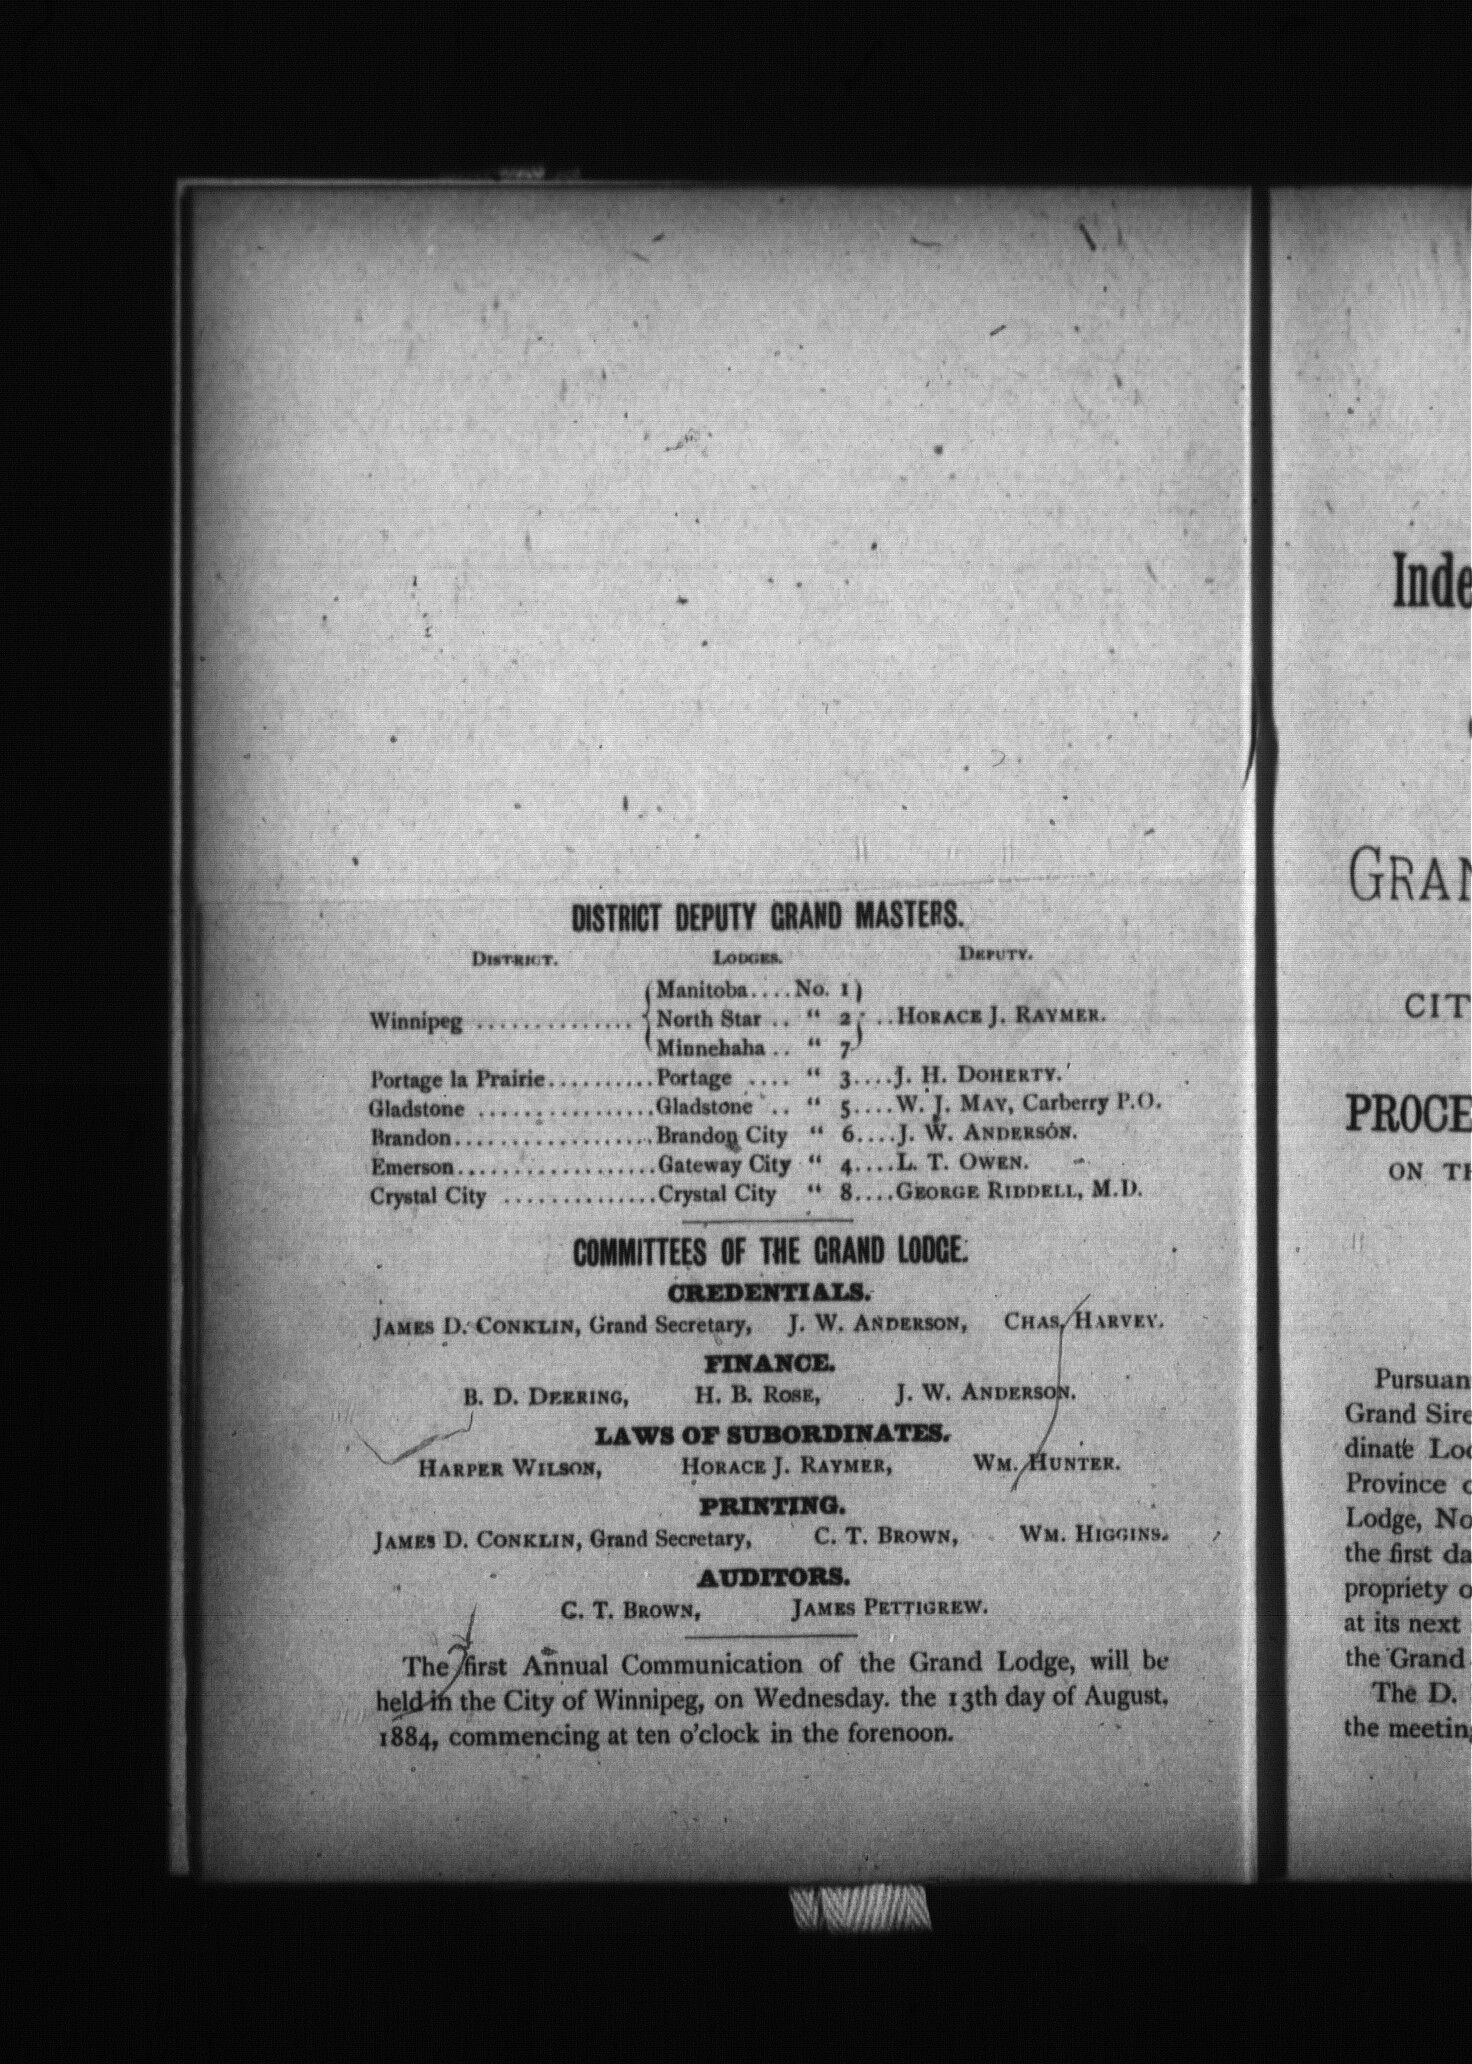 DISTRICT DEPUTY GRAND MASTERS.
DISTRICT. LODGES. DEPUTY.
Manitoba....No. 1
Winnipeg .............. North Star .. " 2 ...HORACE J. RAYMER.
Minnehaha .. " 7
Portage la Prairie..........Portage .... " 3....J. H. DOHERTY.
Gladstone ................Gladstone .. " 5....W. J. MAY, Carberry P.O.
Brandon..................Brandon City " 6....J. W. ANDERSON.
Emerson..................Gateway City " 4....L. T. OWEN.
Crystal City ..............Crystal City " 8....GEORGE RIDDELL, M.D.
COMMITTEES OF THE GRAND LODGE.
CREDENTIALS.
JAMES D. CONKLIN, Grand Secretary, J. W. ANDERSON, CHAS. HARVEY.
FINANCE.
B. D. DEERING, H. B. ROSE, J. W. ANDERSON.
LAWS OF SUBORDINATES.
HARPER WILSON, HORACE J. RAYMER, WM. HUNTER.
PRINTING.
JAMES D. CONKLIN, Grand Secretary, C. T. BROWN, WM. HIGGINS.
AUDITORS.
C. T. BROWN, JAMES PETTIGREW.
The first Annual Communication of the Grand Lodge, will be
held in the City of Winnipeg, on Wednesday. the 13th day of August,
1884, commencing at ten o'clock in the forenoon.
Inde
GRAN
CIT
PROCE
ON TH
Pursuan
Grand Sire
dinate Lod
Province o
Lodge, No
the first da
propriety o
at its next
the Grand
The D.
the meeting